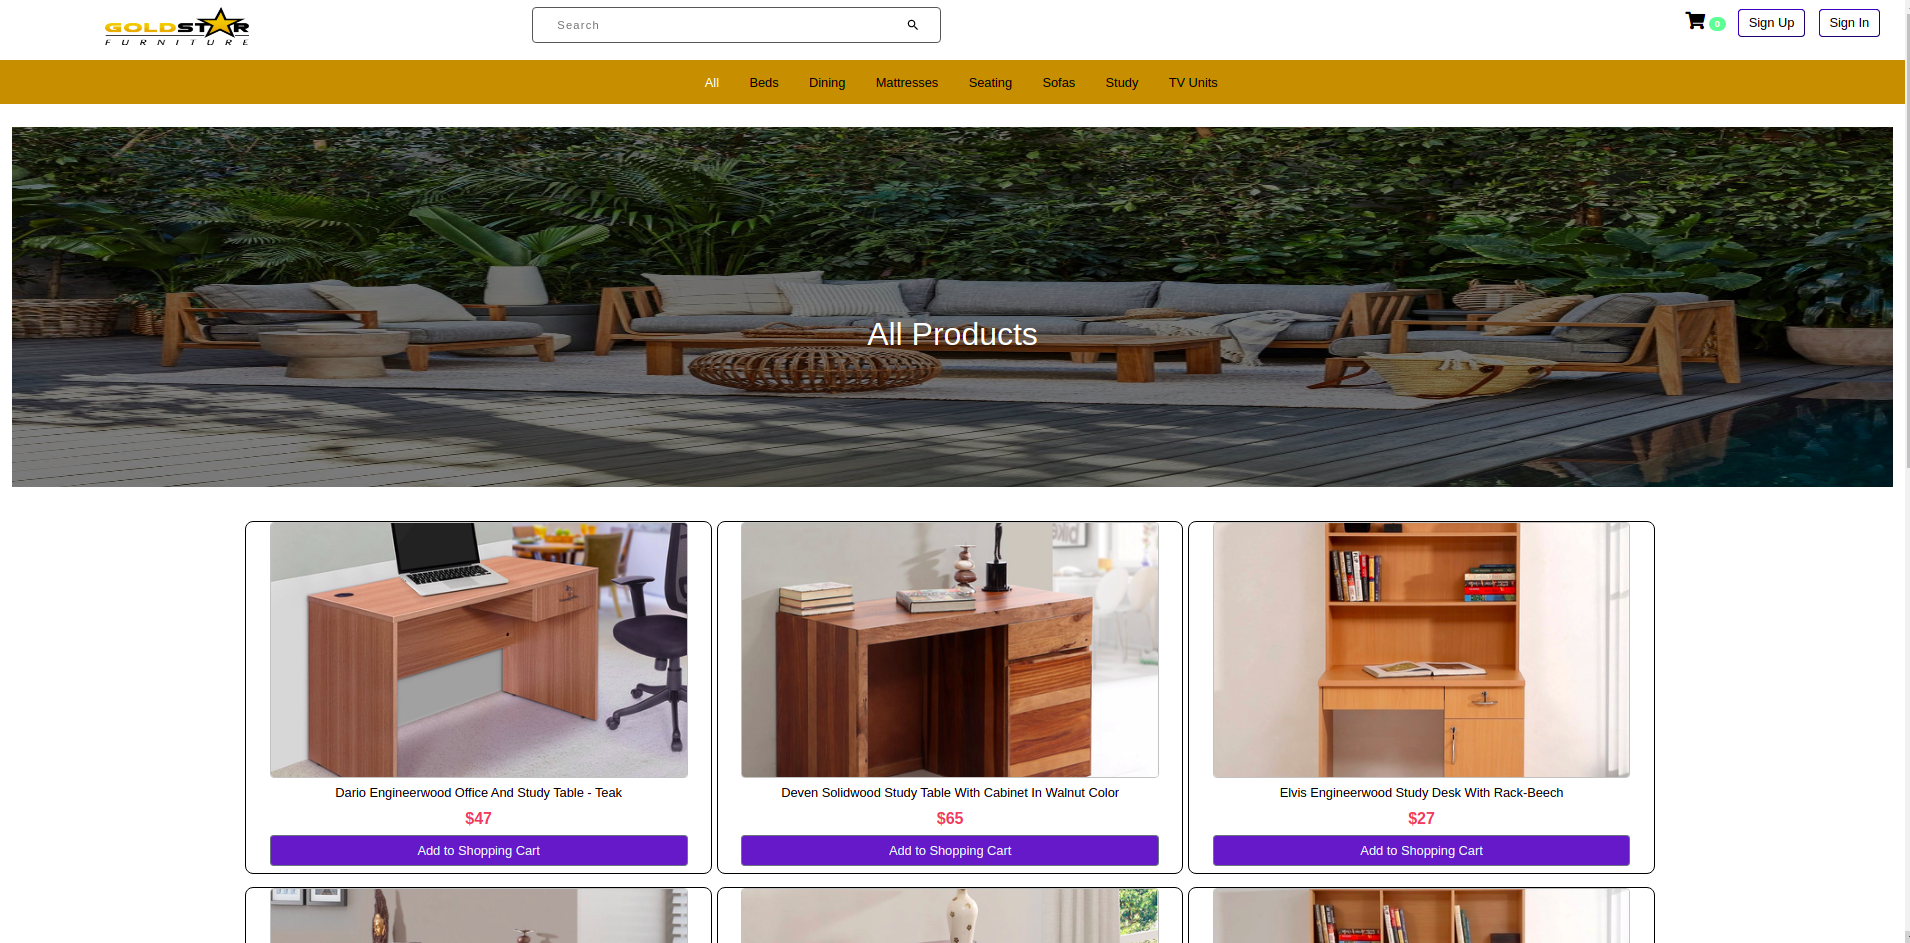 GOLDSTAR
FURNITURE
Search
0
Sign Up
Sign In
All
Beds
Dining
Mattresses
Seating
Sofas
Study
TV Units
All Products
Dario Engineerwood Office And Study Table - Teak
$47
Add to Shopping Cart
Deven Solidwood Study Table With Cabinet In Walnut Color
$65
Add to Shopping Cart
Elvis Engineerwood Study Desk With Rack-Beech
$27
Add to Shopping Cart